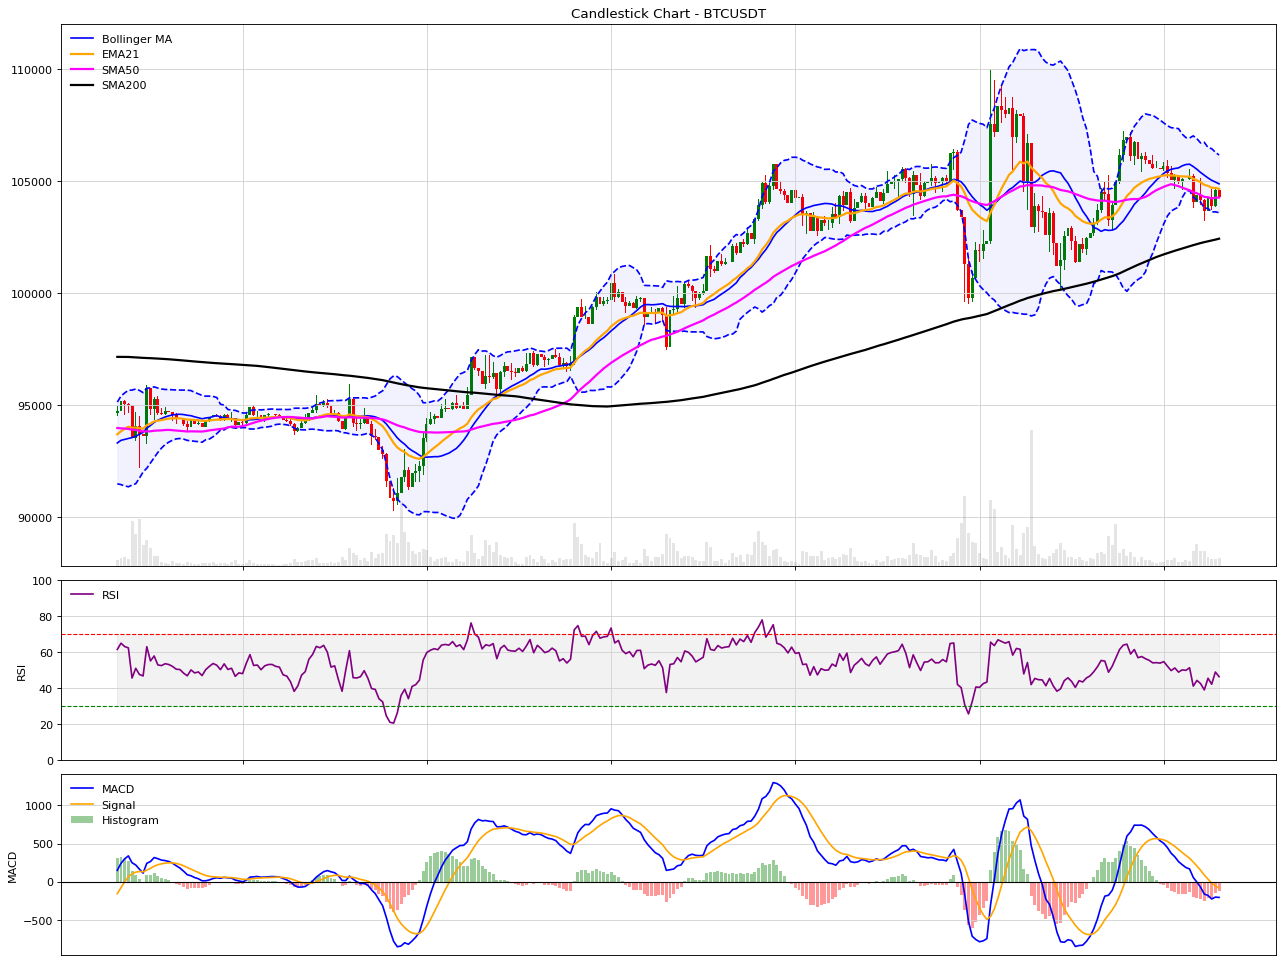 Candlestick Chart - BTCUSDT
Bollinger MA
EMA21
SMA50
SMA200
110000
105000
100000
95000
90000
RSI
100
80
60
40
20
0
RSI
MACD
Signal
Histogram
1000
500
0
−500
MACD